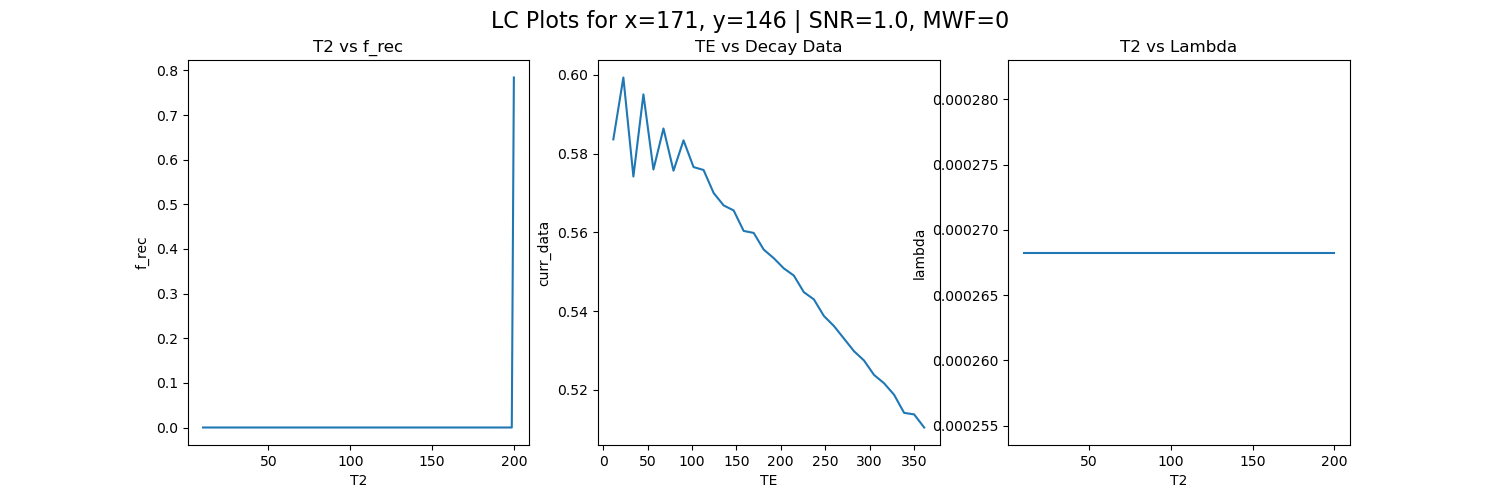 LC Plots for x=171, y=146 | SNR=1.0, MWF=0
T2 vs f_rec
0.8
0.7
0.6
0.5
0.4
0.3
0.2
0.1
0.0
f_rec
50 100 150 200
T2
TE vs Decay Data
0.60
0.58
0.56
0.54
0.52
curr_data
0 50 100 150 200 250 300 350
TE
T2 vs Lambda
0.000280
0.000275
0.000270
0.000265
0.000260
0.000255
lambda
50 100 150 200
T2